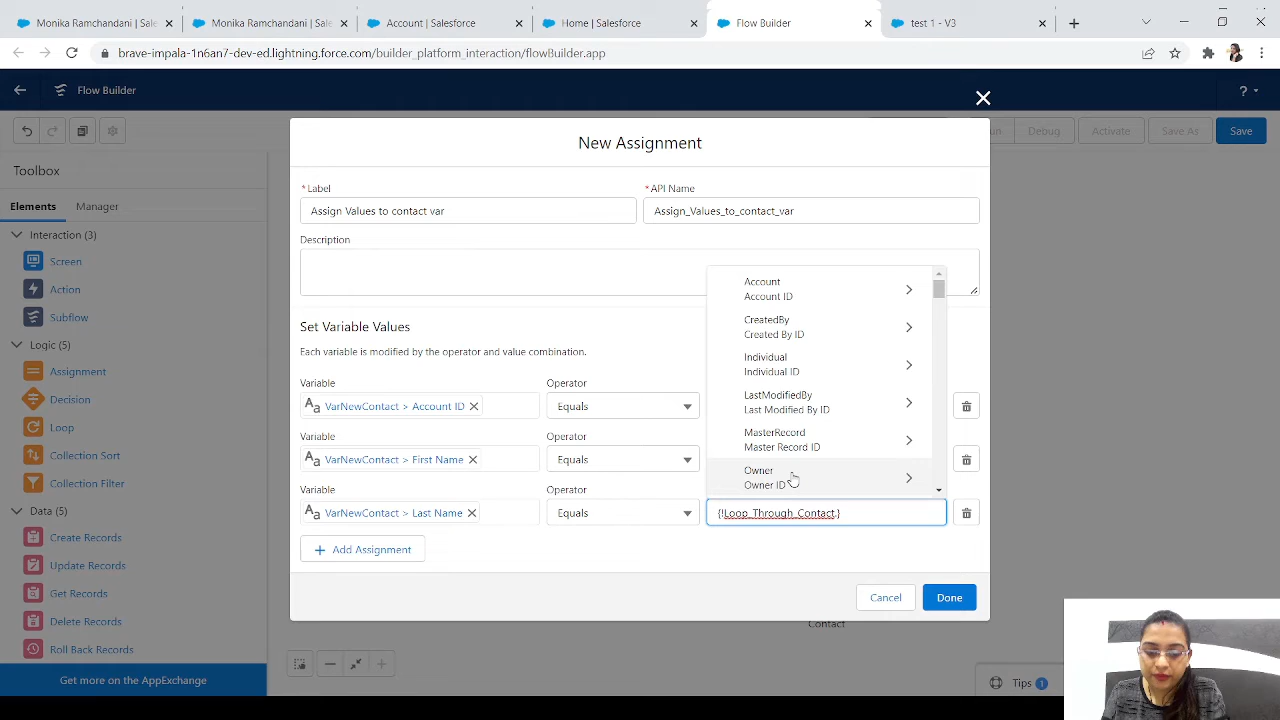 Monika Ramchandani | Sale
Monika Ramchandani | Sale
Account | Salesforce
Home | Salesforce
Flow Builder
test 1 - V3
brave-impala-1n6an7-dev-ed.lightning.force.com/builder_platform_interaction/flowBuilder.app
Flow Builder
?
un
Debug
Activate
Save As
Save
Toolbox
Elements
Manager
Interaction (3)
Screen
Action
Subflow
Logic (5)
Assignment
Decision
Loop
Collection Sort
Collection Filter
Data (5)
Create Records
Update Records
Get Records
Delete Records
Roll Back Records
Get more on the AppExchange
New Assignment
*Label
*API Name
Assign Values to contact var
Assign_Values_to_contact_var
Description
Set Variable Values
Each variable is modified by the operator and value combination.
Variable
Operator
VarNewContact > Account ID
Equals
Variable
Operator
VarNewContact > First Name
Equals
Variable
Operator
VarNewContact > Last Name
Equals
{!Loop_Through_Contact.}
Account
Account ID
CreatedBy
Created By ID
Individual
Individual ID
LastModifiedBy
Last Modified By ID
MasterRecord
Master Record ID
Owner
Owner ID
+ Add Assignment
Cancel
Done
Contact
Tips 1